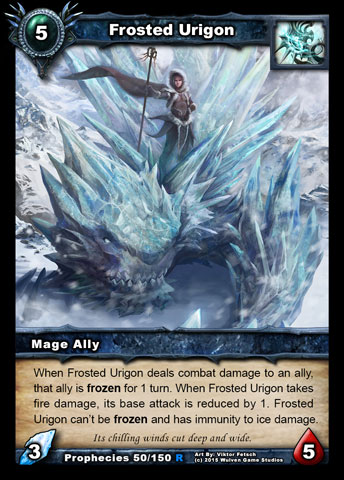 5
Frosted Urigon
Mage Ally
When Frosted Urigon deals combat damage to an ally,
that ally is frozen for 1 turn. When Frosted Urigon takes
fire damage, its base attack is reduced by 1. Frosted
Urigon can't be frozen and has immunity to ice damage.
Its chilling winds cut deep and wide.
3
Prophecies 50/150 R
Art By: Viktor Fetsch
(c) 2015 Wulven Game Studios
5